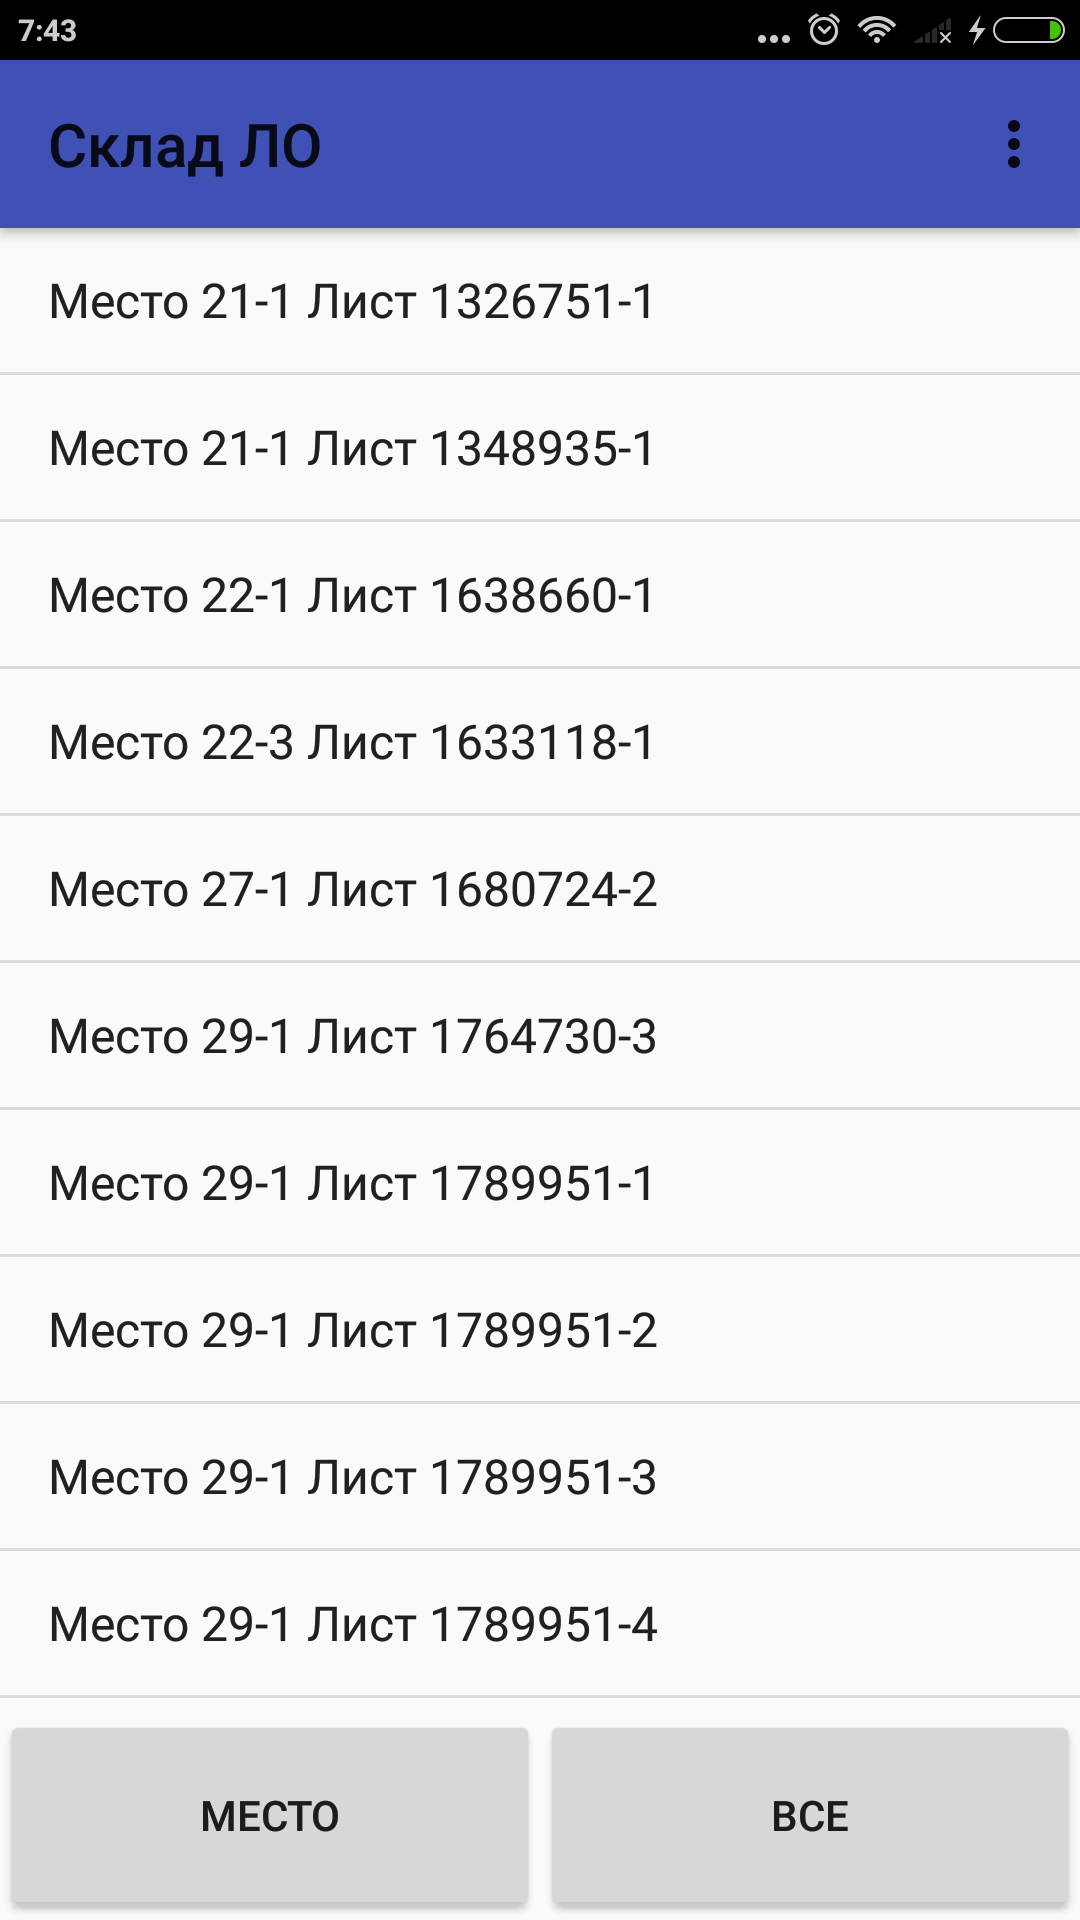 7:43
Склад ЛО
Место 21-1 Лист 1326751-1
Место 21-1 Лист 1348935-1
Место 22-1 Лист 1638660-1
Место 22-3 Лист 1633118-1
Место 27-1 Лист 1680724-2
Место 29-1 Лист 1764730-3
Место 29-1 Лист 1789951-1
Место 29-1 Лист 1789951-2
Место 29-1 Лист 1789951-3
Место 29-1 Лист 1789951-4
МЕСТО
ВСЕ